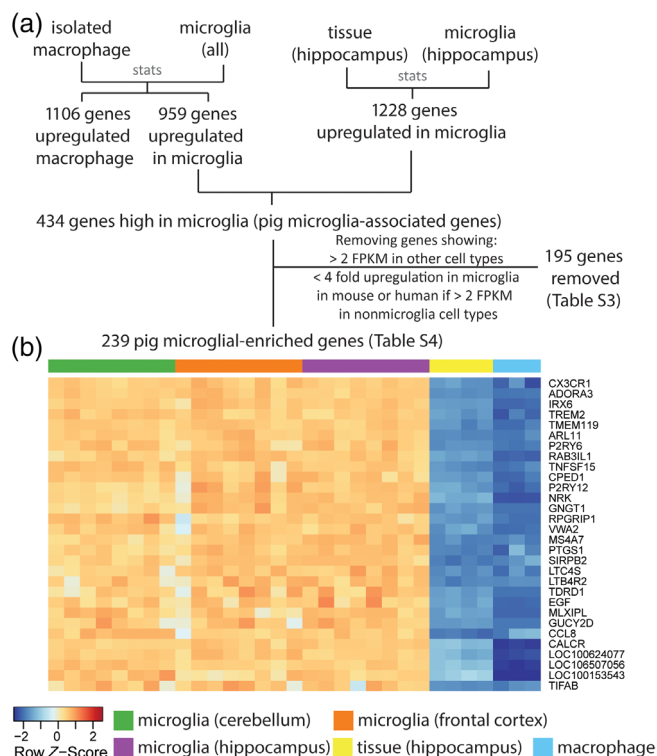 (a)
isolated
macrophage
microglia
(all)
stats
tissue
(hippocampus)
microglia
(hippocampus)
stats
1106 genes
upregulated
macrophage
959 genes
upregulated
in microglia
1228 genes
upregulated in microglia
434 genes high in microglia (pig microglia-associated genes)
Removing genes showing:
> 2 FPKM in other cell types
< 4 fold upregulation in microglia
in mouse or human if > 2 FPKM
in nonmicroglia cell types
195 genes
removed
(Table S3)
239 pig microglial-enriched genes (Table S4)
(b)
CX3CR1
ADORA3
IRX6
TREM2
TMEM119
ARL11
P2RY6
RAB3IL1
TNFSF15
CPED1
P2RY12
NRK
GNGT1
RPGRIP1
VWA2
MS4A7
PTGS1
SIRPB2
LTC4S
LTB4R2
TDRD1
EGF
MLXIPL
GUCY2D
CCL8
CALCR
LOC100624077
LOC106507056
LOC100153543
TIFAB
−2 0 2
Row Z−Score
microglia (cerebellum)
microglia (frontal cortex)
microglia (hippocampus)
tissue (hippocampus)
macrophage